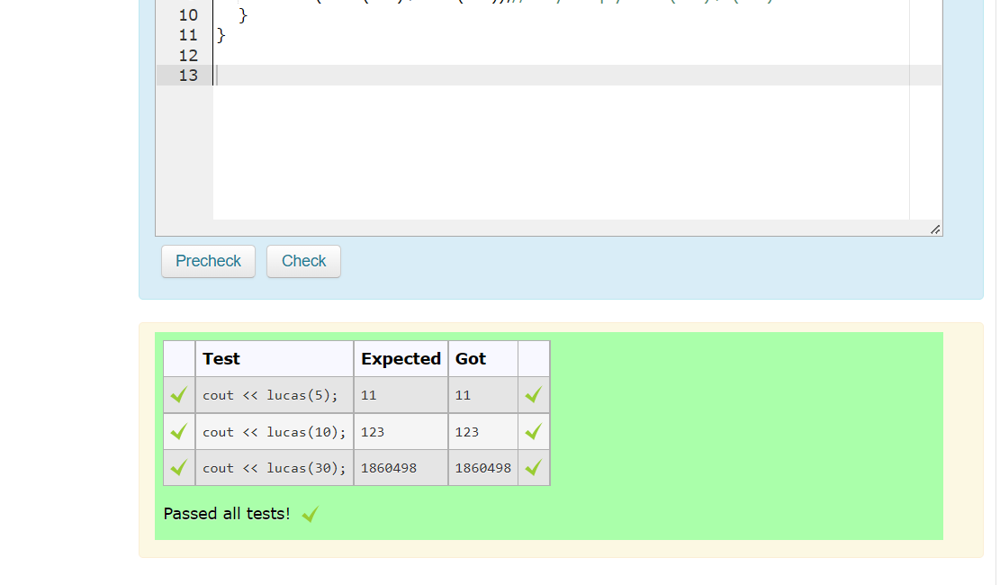 10 }
11 }
12
13
Precheck Check
Test Expected Got
cout << lucas(5); 11 11
cout << lucas(10); 123 123
cout << lucas(30); 1860498 1860498
Passed all tests!